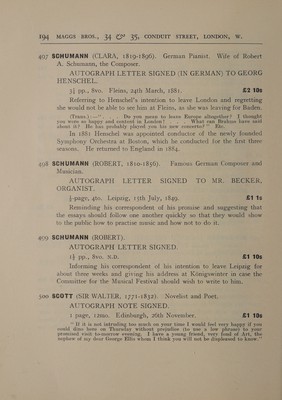 194 MAGGS BROS., 34 & 35, CONDUIT STREET, LONDON, W.
497 SCHUMANN (CLARA, 1819-1896). German Pianist. Wife of Robert
A. Schumann, the Composer.
AUTOGRAPH LETTER SIGNED (IN GERMAN) TO GEORG
HENSCHEL.
3½ pp., 8vo. Fleims, 24th March, 1881. £2 10s
Referring to Henschel's intention to leave London and regretting
she would not be able to see him at Fleims, as she was leaving for Baden.
(Trans.)—". . . Do you mean to leave Europe altogether? I thought
you were so happy and content in London? . . . What can Brahms have said
about it? He has probably played you his new concerto?" Etc.
In 1881 Henschel was appointed conductor of the newly founded
Symphony Orchestra at Boston, which he conducted for the first three
seasons. He returned to England in 1884.
498 SCHUMANN (ROBERT, 1810-1856). Famous German Composer and
Musician.
AUTOGRAPH LETTER SIGNED TO MR. BECKER,
ORGANIST.
½-page, 4to. Leipzig, 15th July, 1849. £1 1s
Reminding his correspondent of his promise and suggesting that
the essays should follow one another quickly so that they would show
to the public how to practise music and how not to do it.
499 SCHUMANN (ROBERT).
AUTOGRAPH LETTER SIGNED.
1½ pp., 8vo. N.D. £1 10s
Informing his correspondent of his intention to leave Leipzig for
about three weeks and giving his address at Königswinter in case the
Committee for the Musical Festival should wish to write to him.
500 SCOTT (SIR WALTER, 1771-1832). Novelist and Poet.
AUTOGRAPH NOTE SIGNED.
1 page, 12mo. Edinburgh, 26th November. £1 10s
"If it is not intruding too much on your time I would feel very happy if you
could dine here on Thursday without prejudice (to use a law phrase) to your
promised visit to-morrow evening. I have a young friend, very fond of Art, the
nephew of my dear George Ellis whom I think you will not be displeased to know."